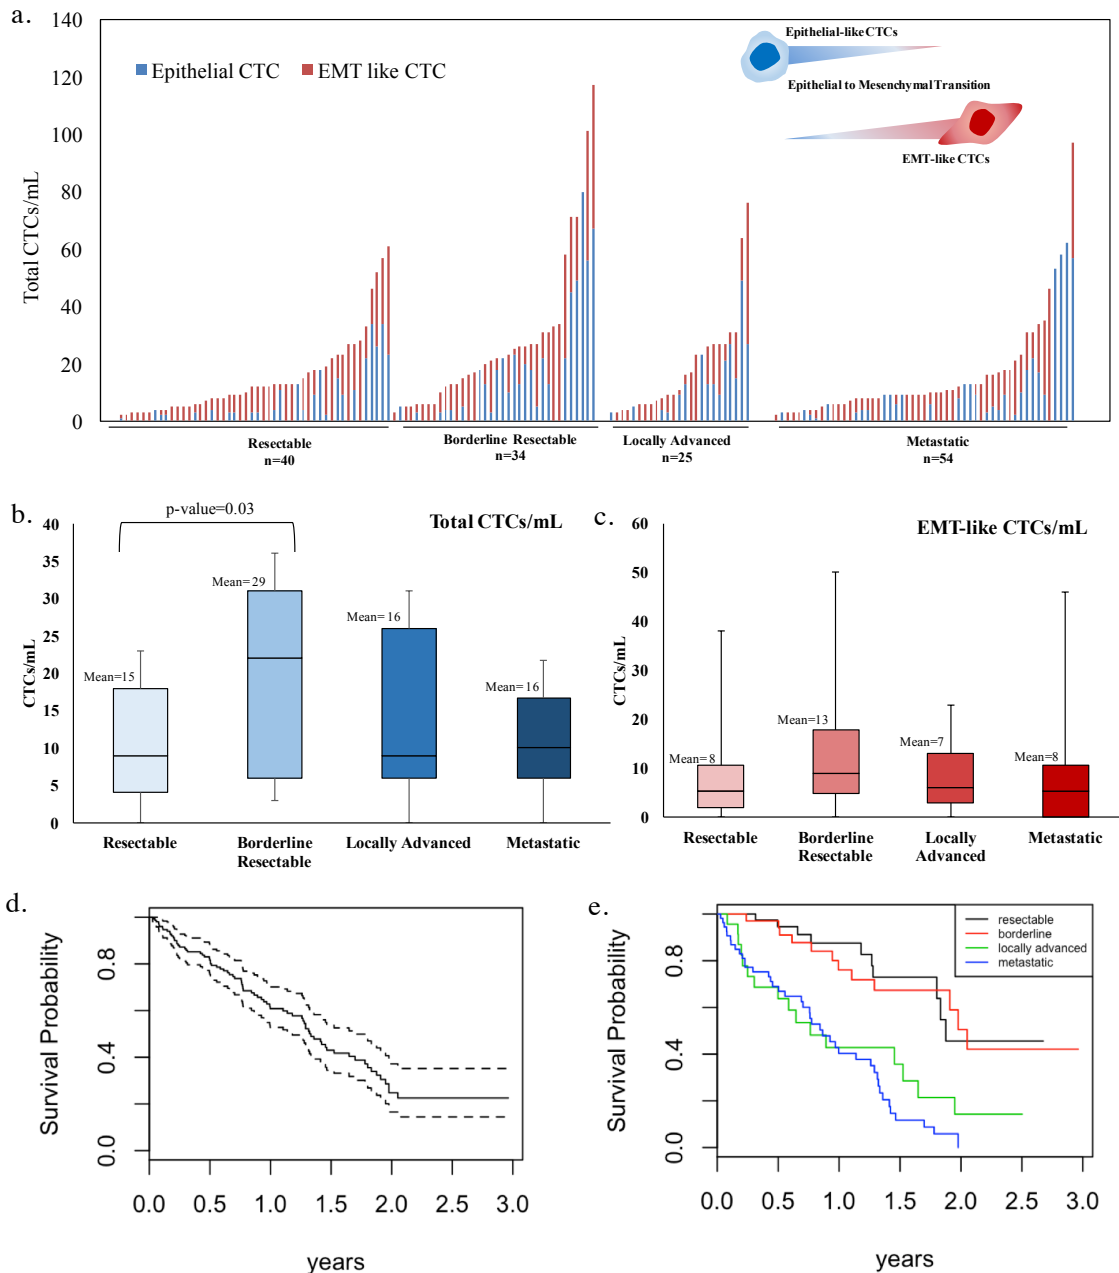 a.
140
120
100
80
60
40
20
0
Total CTCs/mL
Epithelial CTC EMT like CTC
Epithelial-like CTCs
Epithelial to Mesenchymal Transition
EMT-like CTCs
Resectable
n=40
Borderline Resectable
n=34
Locally Advanced
n=25
Metastatic
n=54
b.
p-value=0.03
Total CTCs/mL
40
35
30
25
20
15
10
5
0
CTCs/mL
Mean=15
Mean=29
Mean=16
Mean=16
Resectable
Borderline
Resectable
Locally Advanced
Metastatic
c.
EMT-like CTCs/mL
60
50
40
30
20
10
0
CTCs/mL
Mean=8
Mean=13
Mean=7
Mean=8
Resectable
Borderline
Resectable
Locally
Advanced
Metastatic
d.
Survival Probability
0.8
0.4
0.0
0.0 0.5 1.0 1.5 2.0 2.5 3.0
years
e.
resectable
borderline
locally advanced
metastatic
Survival Probability
0.8
0.4
0.0
0.0 0.5 1.0 1.5 2.0 2.5 3.0
years